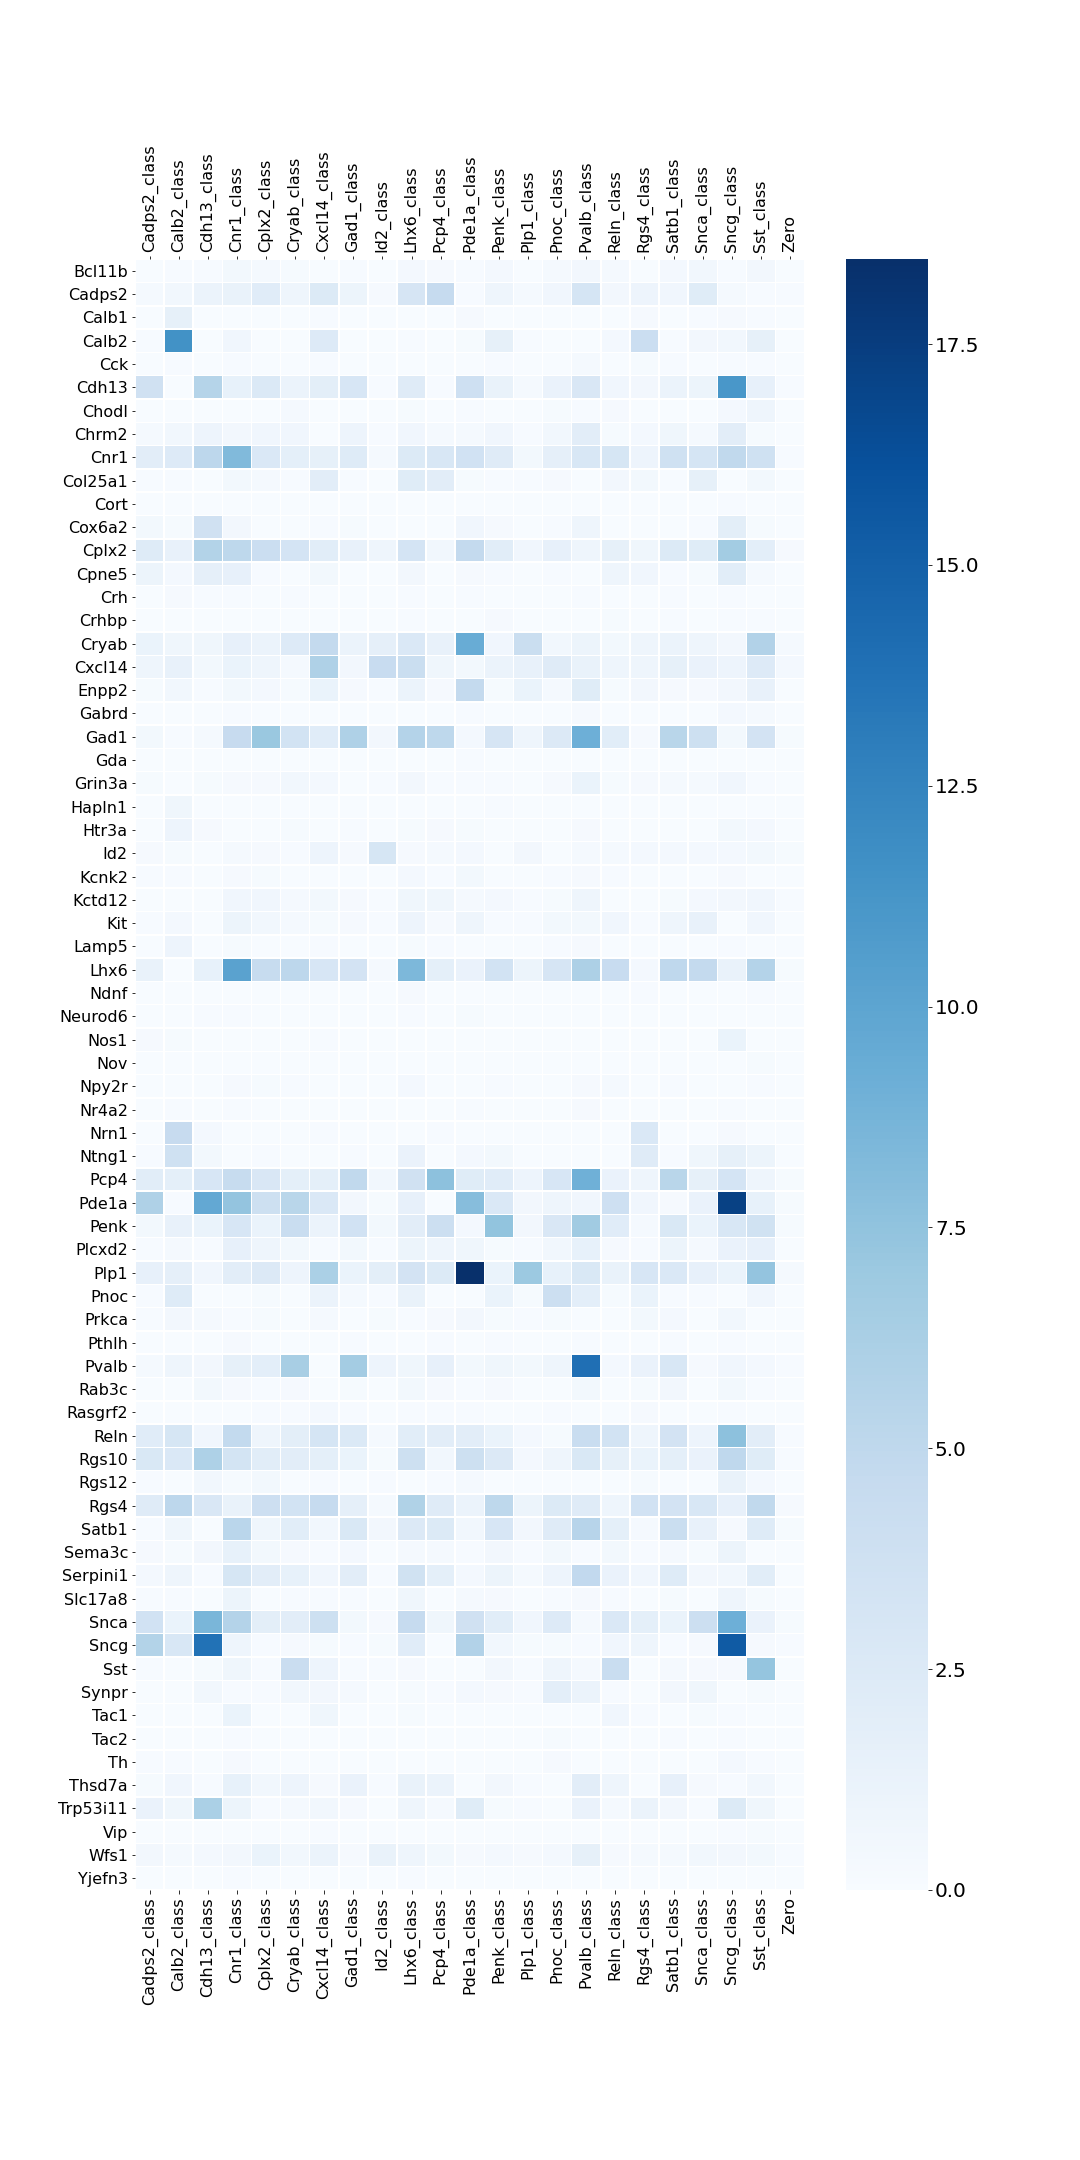 Cadps2_class
Calb2_class
Cdh13_class
Cnr1_class
Cplx2_class
Cryab_class
Cxcl14_class
Gad1_class
Id2_class
Lhx6_class
Pcp4_class
Pde1a_class
Penk_class
Plp1_class
Pnoc_class
Pvalb_class
Reln_class
Rgs4_class
Satb1_class
Snca_class
Sncg_class
Sst_class
Zero
Bcl11b
Cadps2
Calb1
Calb2
Cck
Cdh13
Chodl
Chrm2
Cnr1
Col25a1
Cort
Cox6a2
Cplx2
Cpne5
Crh
Crhbp
Cryab
Cxcl14
Enpp2
Gabrd
Gad1
Gda
Grin3a
Hapln1
Htr3a
Id2
Kcnk2
Kctd12
Kit
Lamp5
Lhx6
Ndnf
Neurod6
Nos1
Nov
Npy2r
Nr4a2
Nrn1
Ntng1
Pcp4
Pde1a
Penk
Plcxd2
Plp1
Pnoc
Prkca
Pthlh
Pvalb
Rab3c
Rasgrf2
Reln
Rgs10
Rgs12
Rgs4
Satb1
Sema3c
Serpini1
Slc17a8
Snca
Sncg
Sst
Synpr
Tac1
Tac2
Th
Thsd7a
Trp53i11
Vip
Wfs1
Yjefn3
Cadps2_class
Calb2_class
Cdh13_class
Cnr1_class
Cplx2_class
Cryab_class
Cxcl14_class
Gad1_class
Id2_class
Lhx6_class
Pcp4_class
Pde1a_class
Penk_class
Plp1_class
Pnoc_class
Pvalb_class
Reln_class
Rgs4_class
Satb1_class
Snca_class
Sncg_class
Sst_class
Zero
17.5
15.0
12.5
10.0
7.5
5.0
2.5
0.0